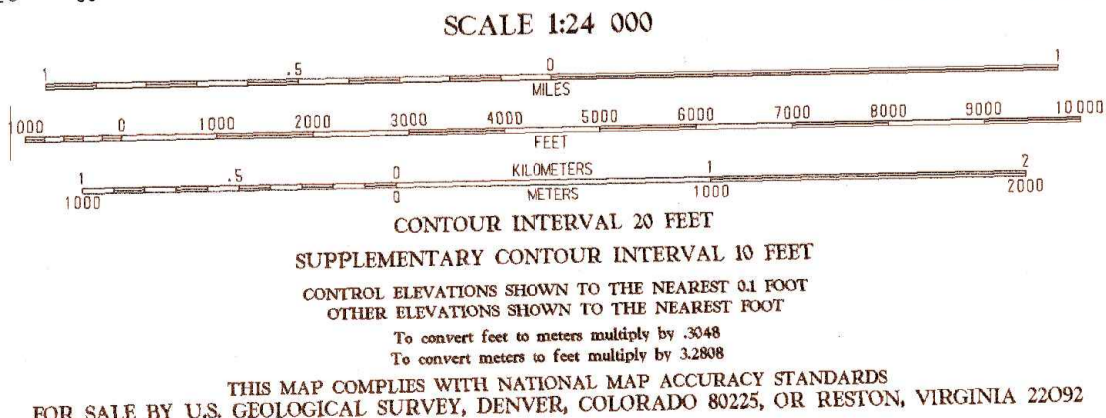 SCALE 1:24 000
1 .5 0 1
MILES
1000 0 1000 2000 3000 4000 5000 6000 7000 8000 9000 10 000
FEET
1 .5 0 KILOMETERS 1 2
1000 0 METERS 1000 2000
CONTOUR INTERVAL 20 FEET
SUPPLEMENTARY CONTOUR INTERVAL 10 FEET
CONTROL ELEVATIONS SHOWN TO THE NEAREST 0.1 FOOT
OTHER ELEVATIONS SHOWN TO THE NEAREST FOOT
To convert feet to meters multiply by .3048
To convert meters to feet multiply by 3.2808
THIS MAP COMPLIES WITH NATIONAL MAP ACCURACY STANDARDS
FOR SALE BY U.S. GEOLOGICAL SURVEY, DENVER, COLORADO 80225, OR RESTON, VIRGINIA 22092